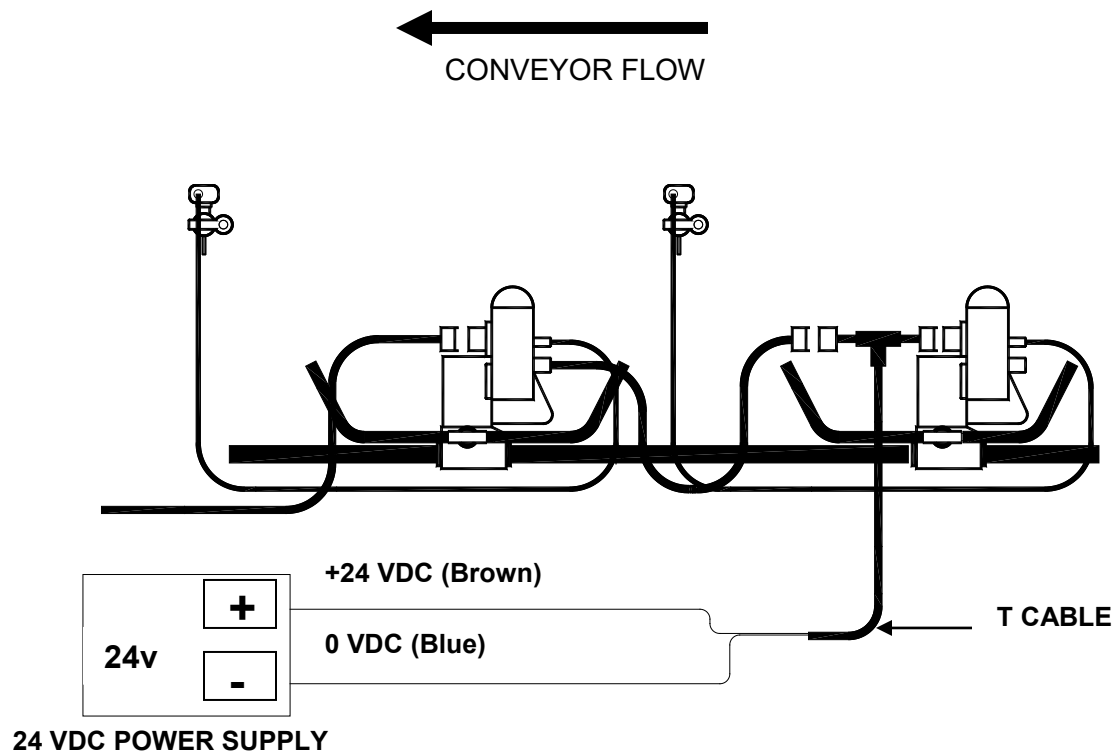 CONVEYOR FLOW
+24 VDC (Brown)
+
0 VDC (Blue)
T CABLE
24v
-
24 VDC POWER SUPPLY